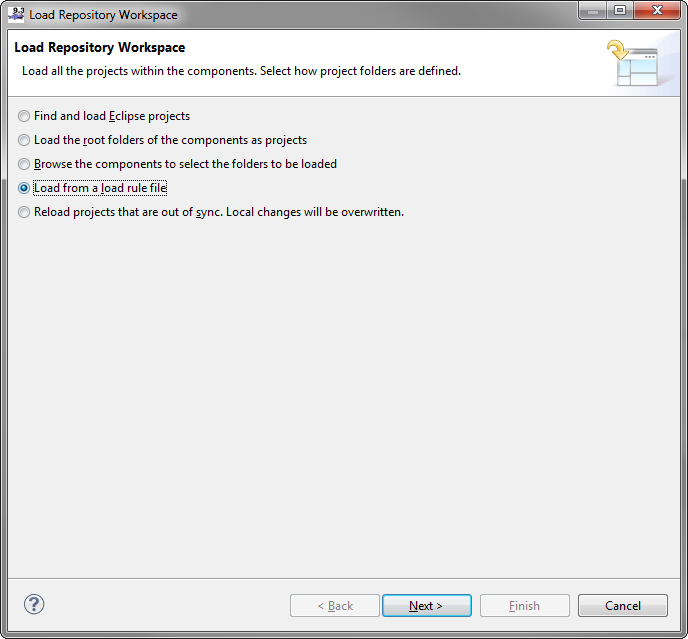 9.3 Load Repository Workspace
Load Repository Workspace
Load all the projects within the components. Select how project folders are defined.
Find and load Eclipse projects
Load the root folders of the components as projects
Browse the components to select the folders to be loaded
Load from a load rule file
Reload projects that are out of sync. Local changes will be overwritten.
? < Back Next > Finish Cancel